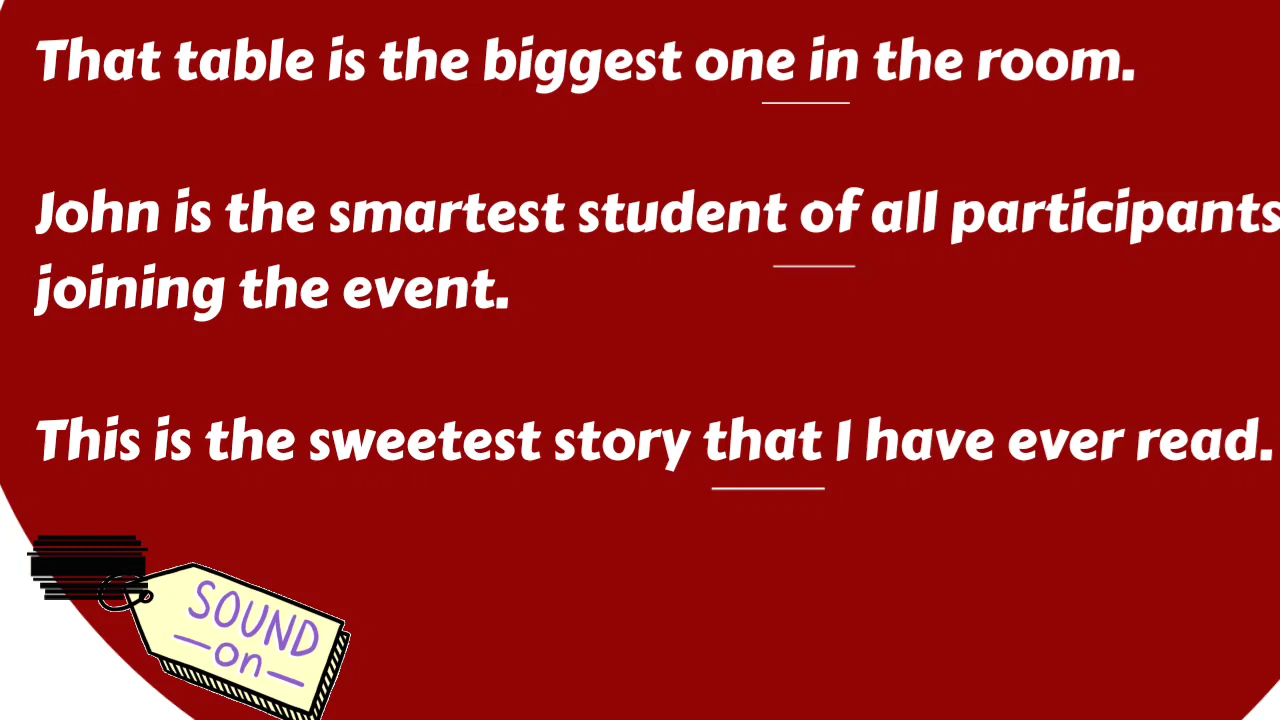 That table is the biggest one in the room.
John is the smartest student of all participants
joining the event.
This is the sweetest story that I have ever read.
SOUND
on